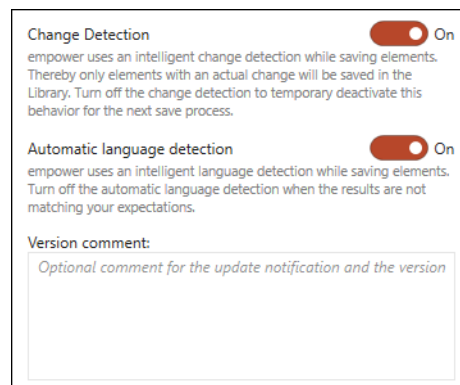 Change Detection On
empower uses an intelligent change detection while saving elements.
Thereby only elements with an actual change will be saved in the
Library. Turn off the change detection to temporary deactivate this
behavior for the next save process.
Automatic language detection On
empower uses an intelligent language detection while saving elements.
Turn off the automatic language detection when the results are not
matching your expectations.
Version comment:
Optional comment for the update notification and the version